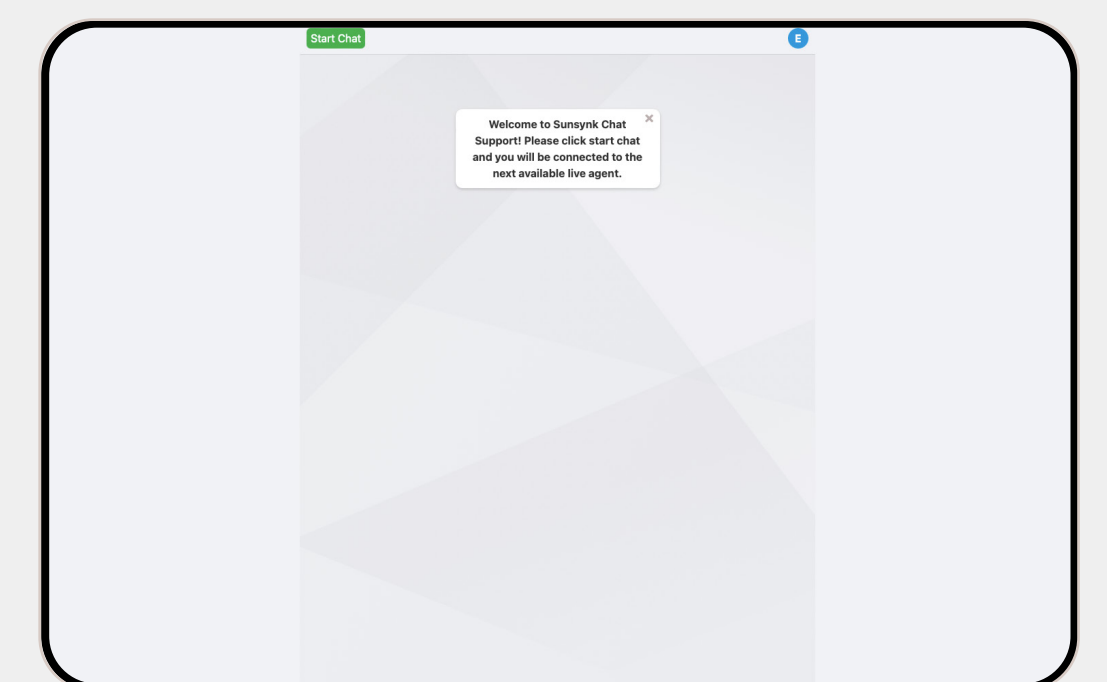 Start Chat
E
Welcome to Sunsynk Chat
Support! Please click start chat
and you will be connected to the
next available live agent.